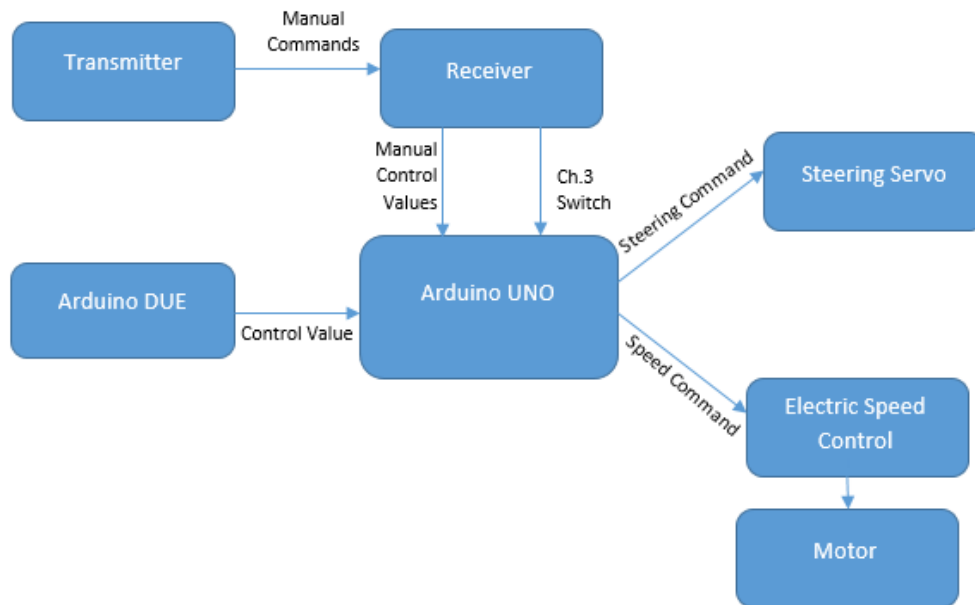 Transmitter
Manual
Commands
Receiver
Manual
Control
Values
Ch.3
Switch
Steering Command
Steering Servo
Arduino DUE
Control Value
Arduino UNO
Speed Command
Electric Speed
Control
Motor